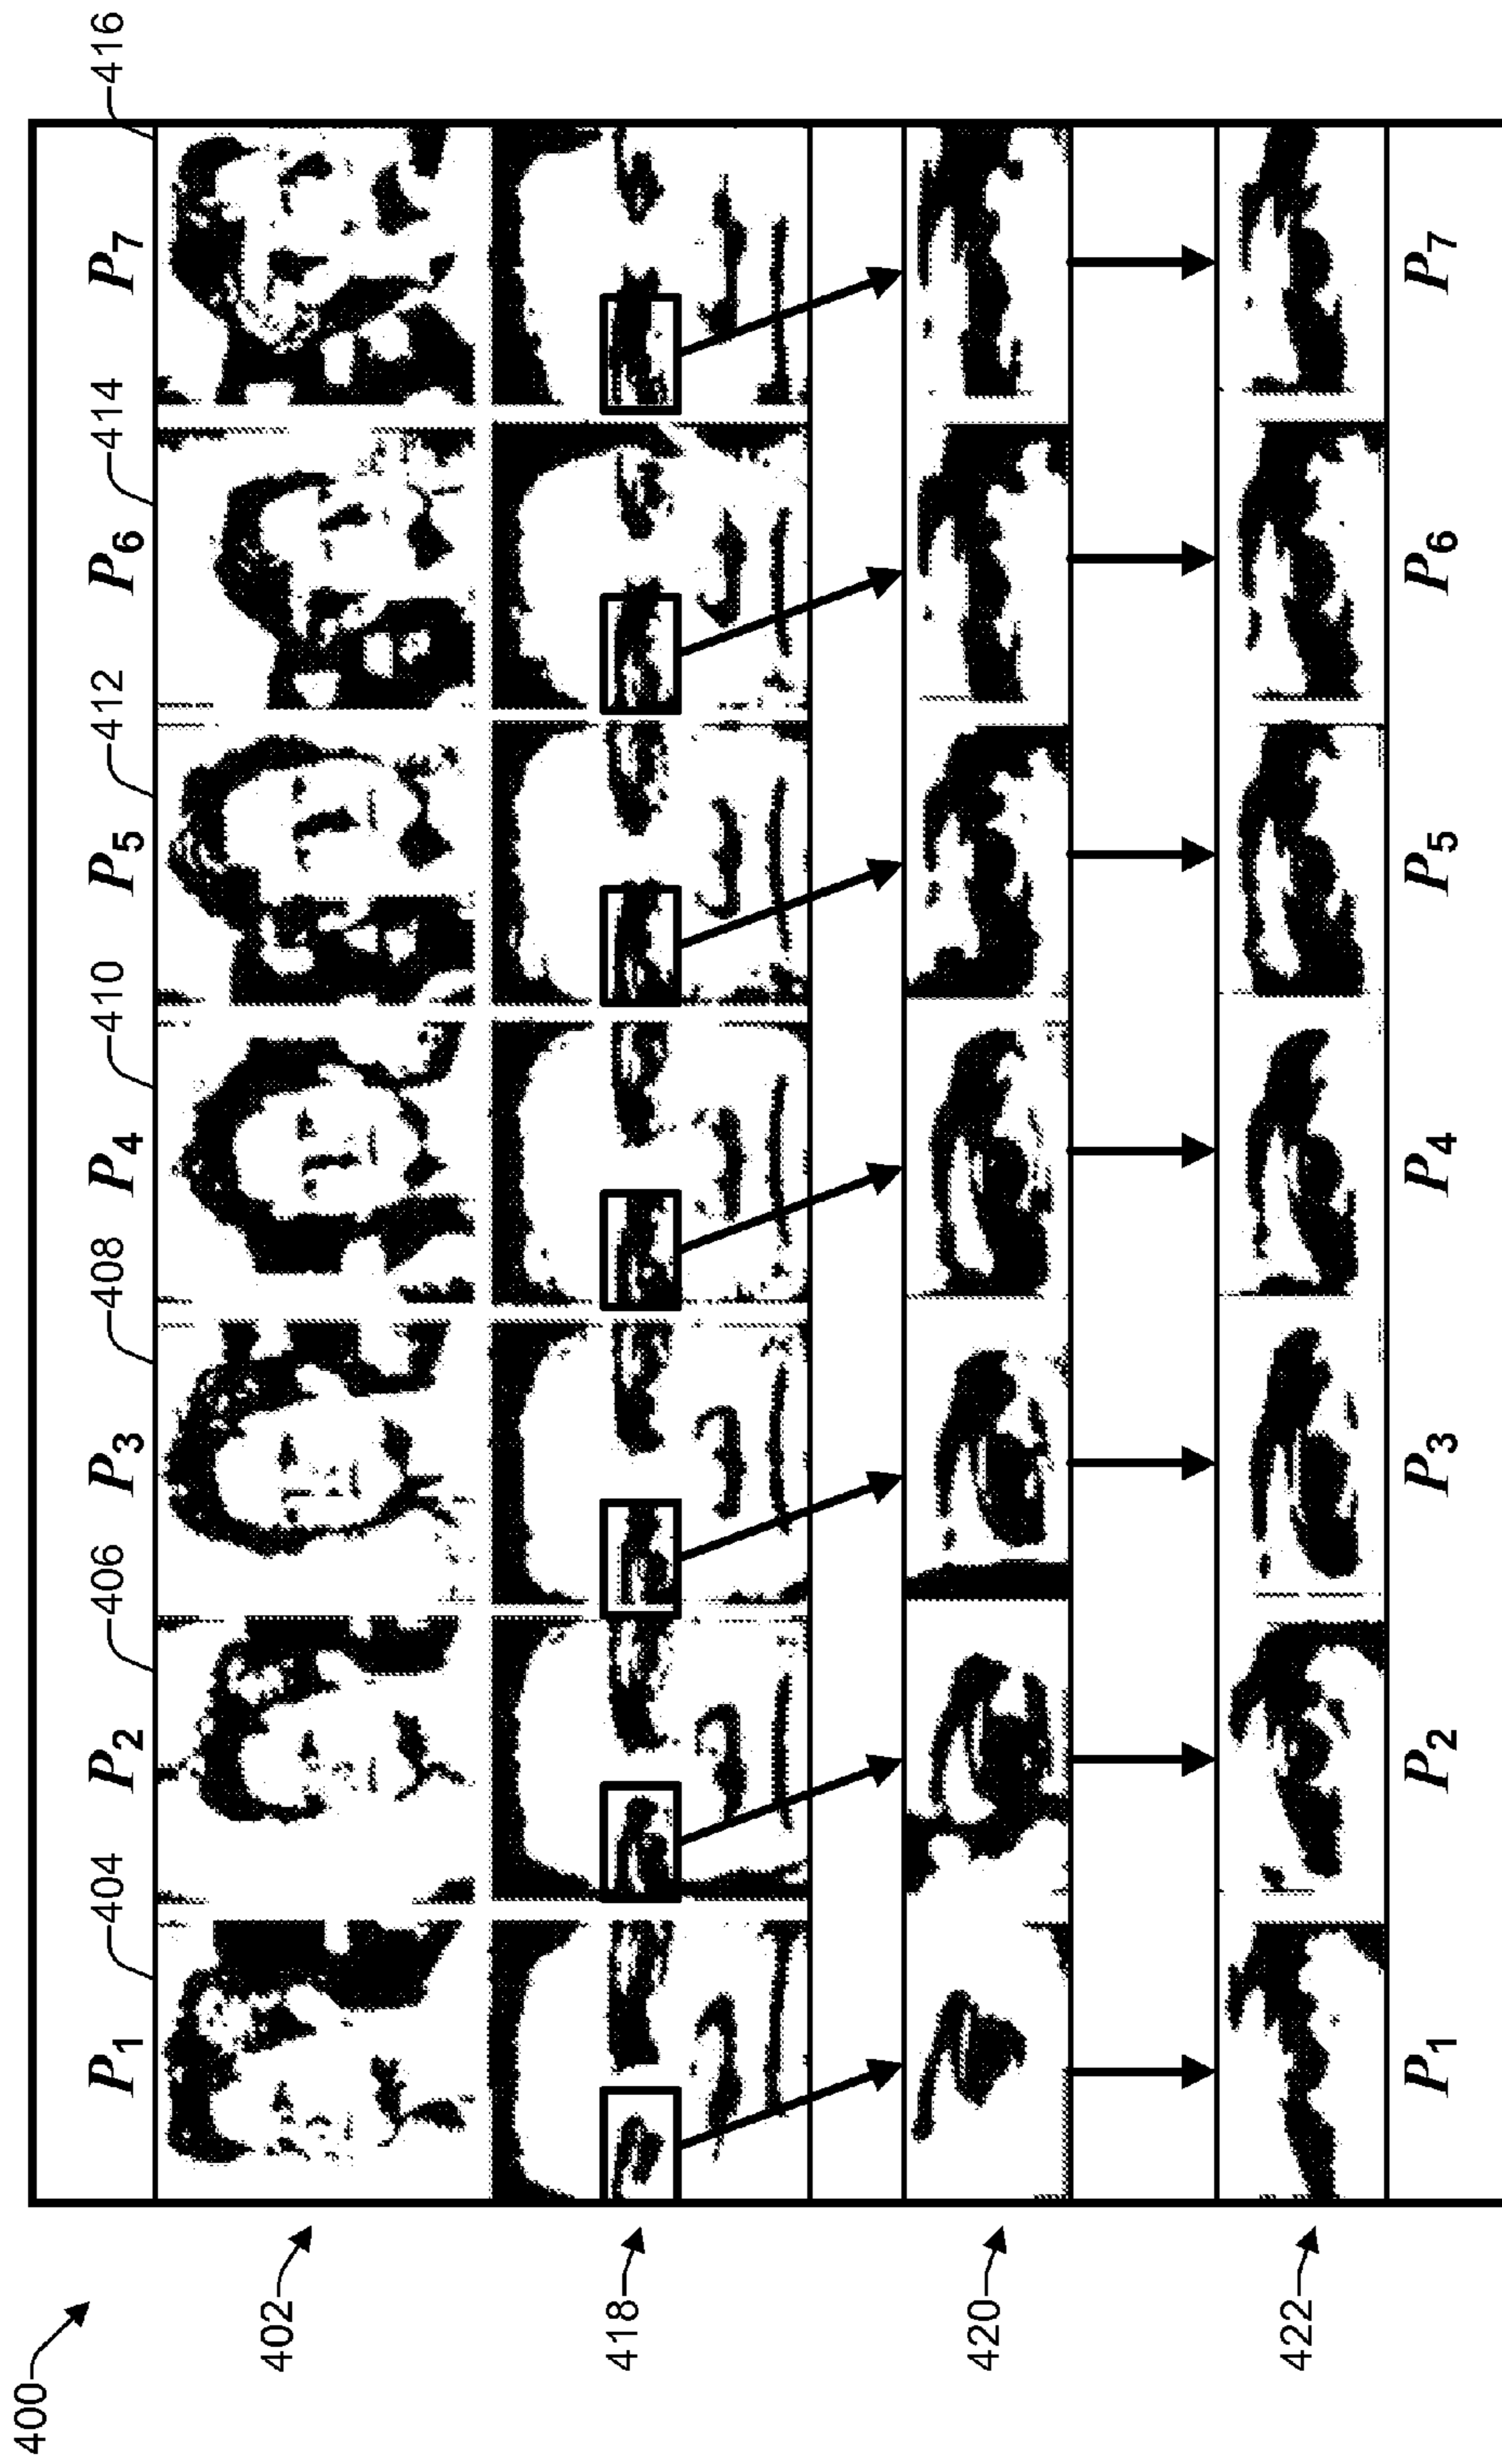 400
P₁ 404 P₂ 406 P₃ 408 P₄ 410 P₅ 412 P₆ 414 P₇ 416
402
418
420
422
P₁ P₂ P₃ P₄ P₅ P₆ P₇